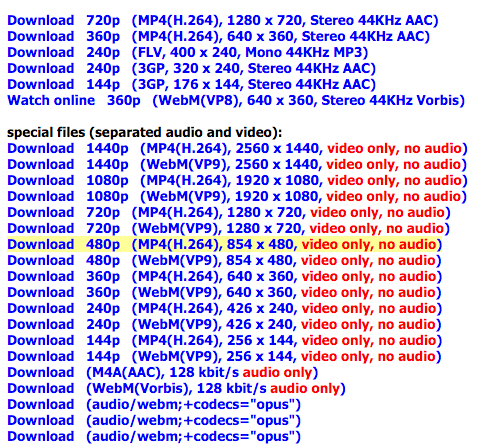 Download 720p (MP4(H.264), 1280 x 720, Stereo 44KHz AAC)
Download 360p (MP4(H.264), 640 x 360, Stereo 44KHz AAC)
Download 240p (FLV, 400 x 240, Mono 44KHz MP3)
Download 240p (3GP, 320 x 240, Stereo 44KHz AAC)
Download 144p (3GP, 176 x 144, Stereo 44KHz AAC)
Watch online 360p (WebM(VP8), 640 x 360, Stereo 44KHz Vorbis)
special files (separated audio and video):
Download 1440p (MP4(H.264), 2560 x 1440, video only, no audio)
Download 1440p (WebM(VP9), 2560 x 1440, video only, no audio)
Download 1080p (MP4(H.264), 1920 x 1080, video only, no audio)
Download 1080p (WebM(VP9), 1920 x 1080, video only, no audio)
Download 720p (MP4(H.264), 1280 x 720, video only, no audio)
Download 720p (WebM(VP9), 1280 x 720, video only, no audio)
Download 480p (MP4(H.264), 854 x 480, video only, no audio)
Download 480p (WebM(VP9), 854 x 480, video only, no audio)
Download 360p (MP4(H.264), 640 x 360, video only, no audio)
Download 360p (WebM(VP9), 640 x 360, video only, no audio)
Download 240p (MP4(H.264), 426 x 240, video only, no audio)
Download 240p (WebM(VP9), 426 x 240, video only, no audio)
Download 144p (MP4(H.264), 256 x 144, video only, no audio)
Download 144p (WebM(VP9), 256 x 144, video only, no audio)
Download (M4A(AAC), 128 kbit/s audio only)
Download (WebM(Vorbis), 128 kbit/s audio only)
Download (audio/webm;+codecs="opus")
Download (audio/webm;+codecs="opus")
Download (audio/webm;+codecs="opus")